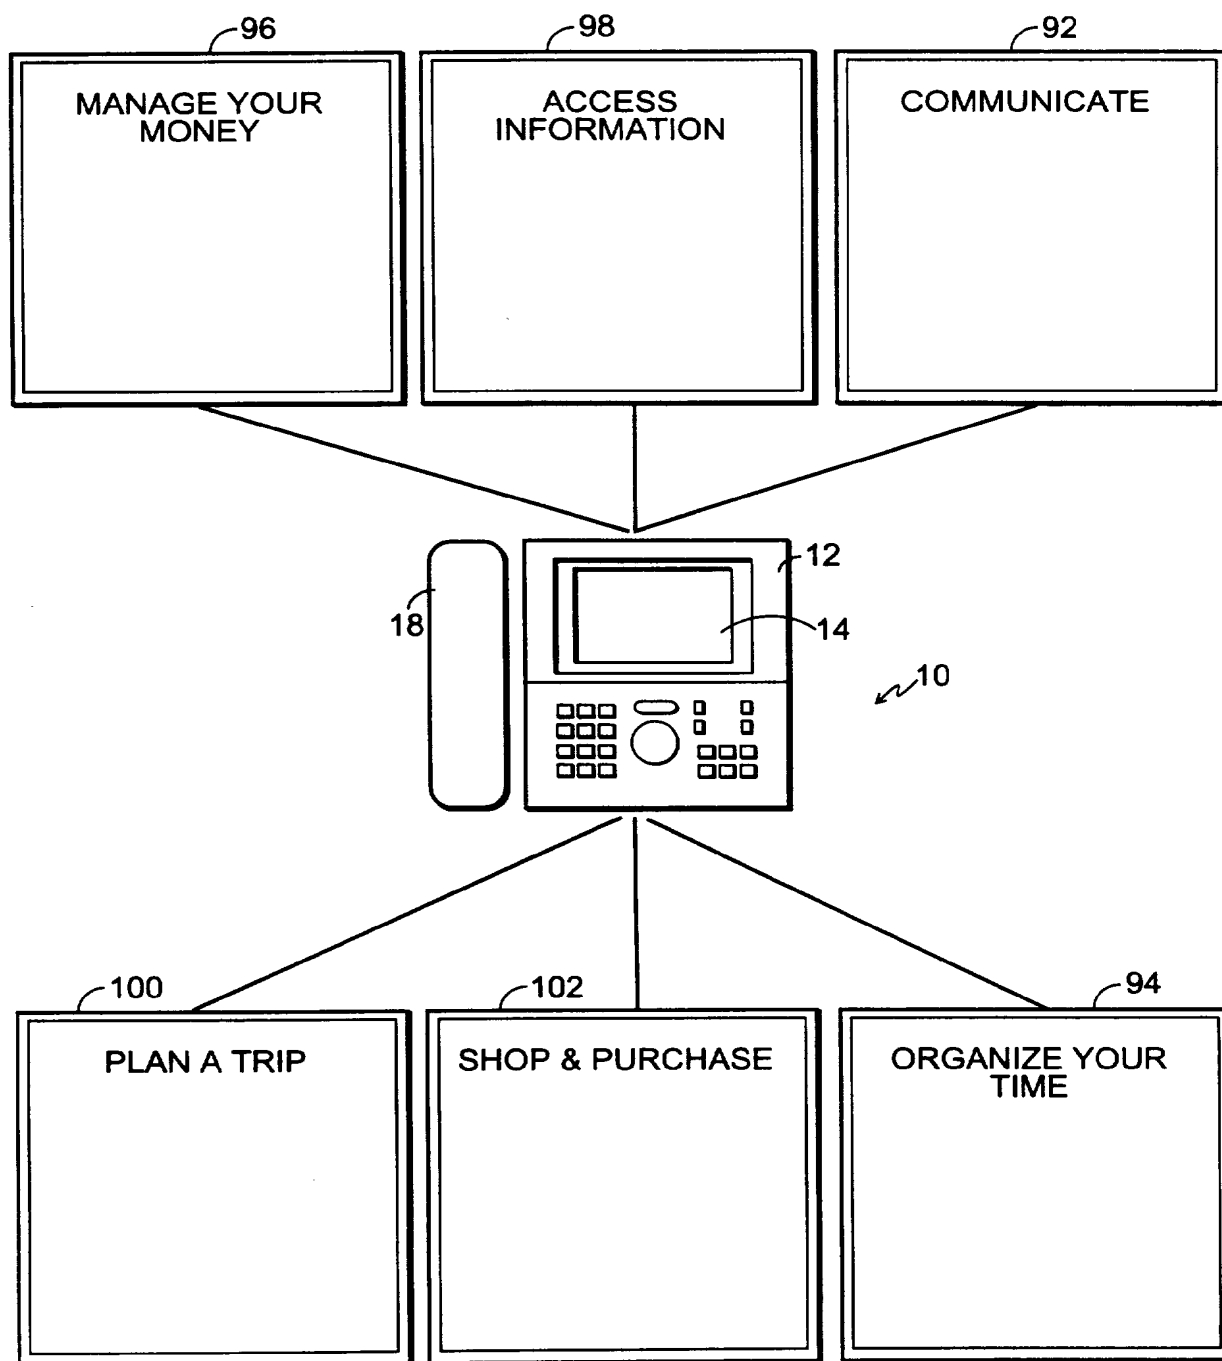 96
98
92
MANAGE YOUR
MONEY
ACCESS
INFORMATION
COMMUNICATE
12
18
14
10
100
102
94
PLAN A TRIP
SHOP & PURCHASE
ORGANIZE YOUR
TIME